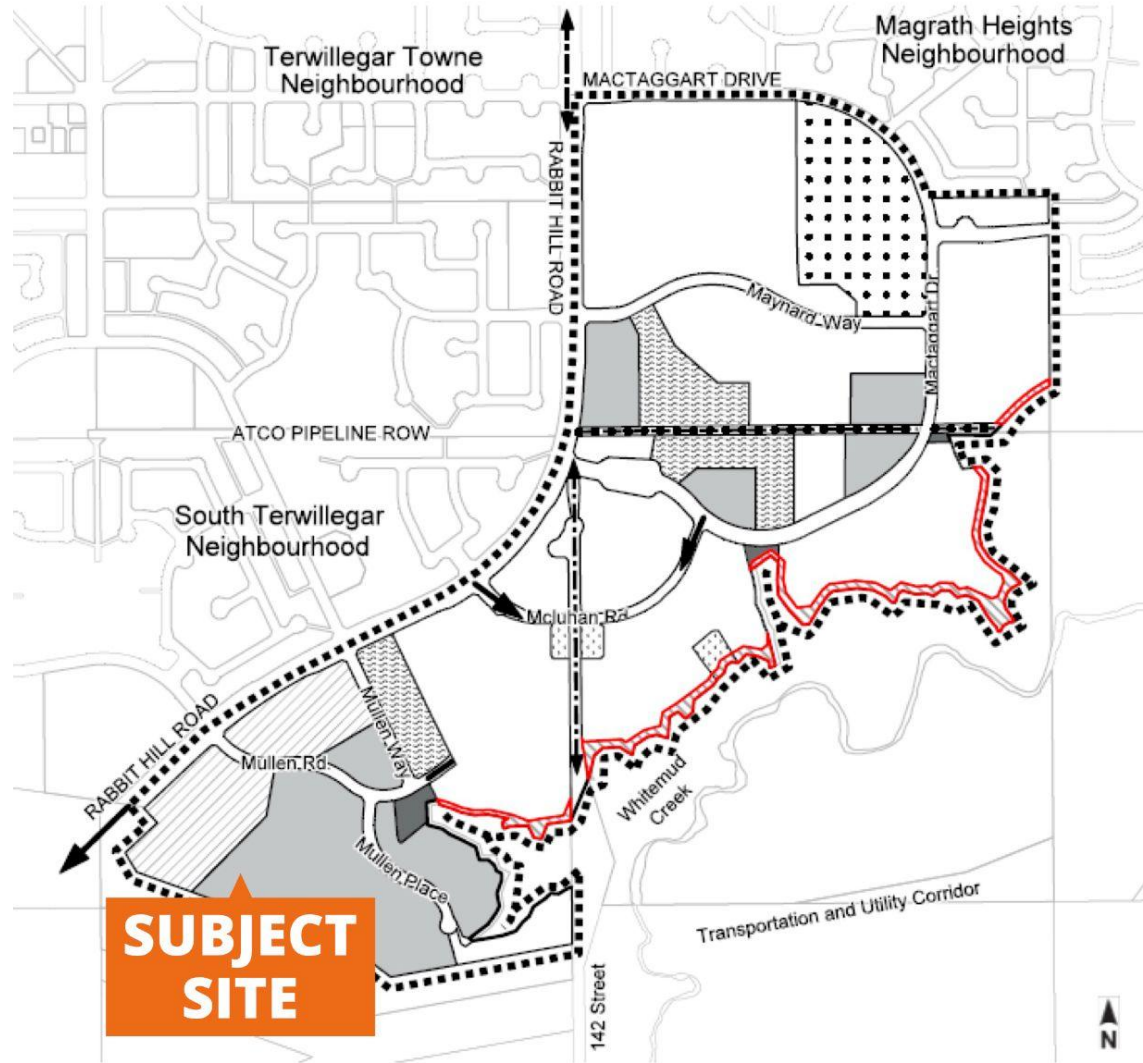 Terwillegar Towne
Neighbourhood
Magrath Heights
Neighbourhood
MACTAGGART DRIVE
RABBIT HILL ROAD
Maynard Way
Mactaggart Dr
ATCO PIPELINE ROW
South Terwillegar
Neighbourhood
Mcluhan Rd
Mullen Way
RABBIT HILL ROAD
Mullen Rd
Whitemud
Creek
Mullen Place
SUBJECT
SITE
Transportation and Utility Corridor
142 Street
N